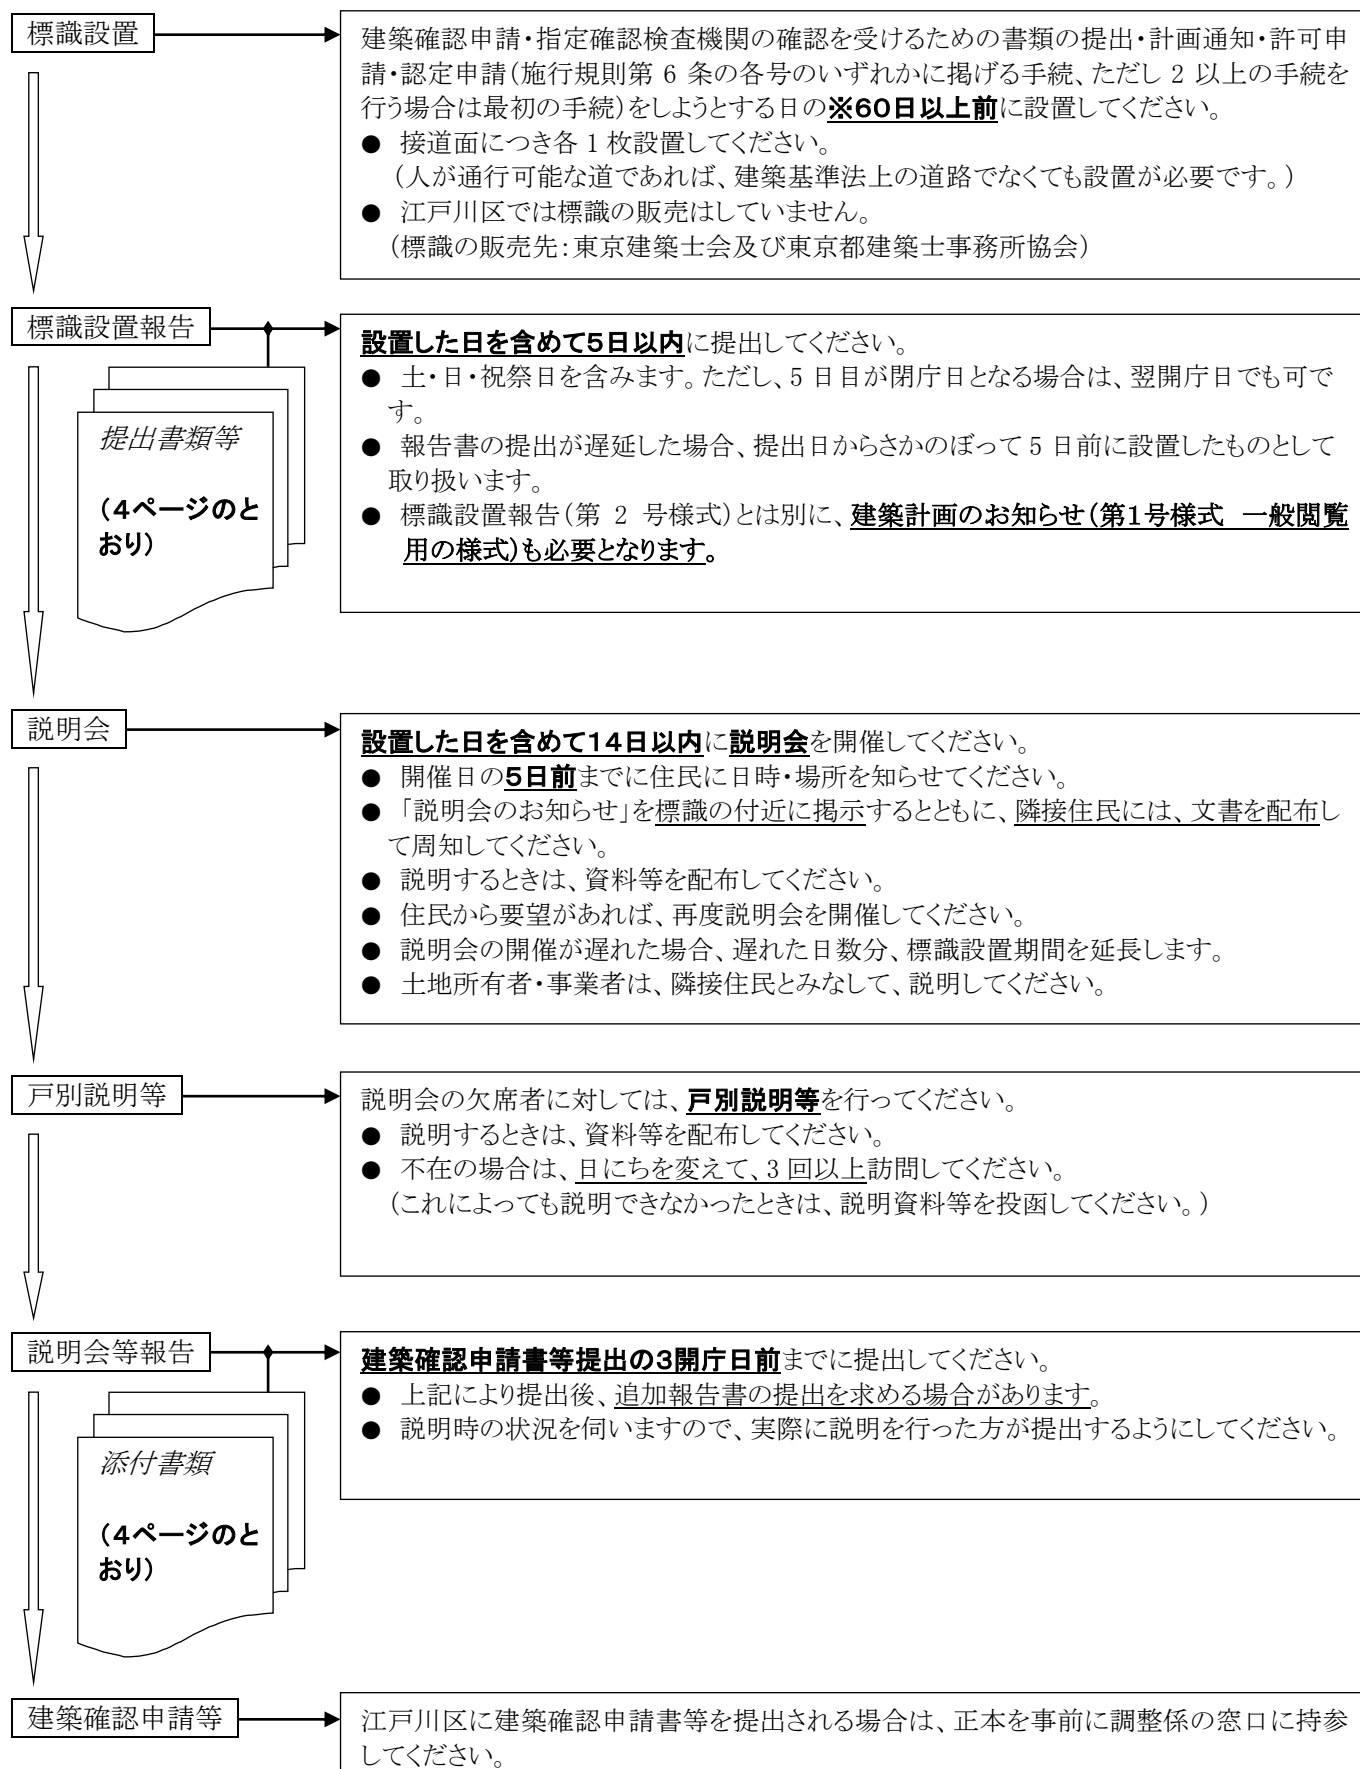 標識設置
建築確認申請・指定確認検査機関の確認を受けるための書類の提出・計画通知・許可申
請・認定申請（施行規則第 6 条の各号のいずれかに掲げる手続、ただし 2 以上の手続を
行う場合は最初の手続）をしようとする日の※60日以上前に設置してください。
● 接道面につき各 1 枚設置してください。
（人が通行可能な道であれば、建築基準法上の道路でなくても設置が必要です。）
● 江戸川区では標識の販売はしていません。
（標識の販売先：東京建築士会及び東京都建築士事務所協会）
標識設置報告
提出書類等
（４ページのと
おり）
設置した日を含めて５日以内に提出してください。
● 土・日・祝祭日を含みます。ただし、5 日目が閉庁日となる場合は、翌開庁日でも可で
す。
● 報告書の提出が遅延した場合、提出日からさかのぼって 5 日前に設置したものとして
取り扱います。
● 標識設置報告（第 2 号様式）とは別に、建築計画のお知らせ（第１号様式　一般閲覧
用の様式）も必要となります。
説明会
設置した日を含めて１４日以内に説明会を開催してください。
● 開催日の５日前までに住民に日時・場所を知らせてください。
● 「説明会のお知らせ」を標識の付近に掲示するとともに、隣接住民には、文書を配布し
て周知してください。
● 説明するときは、資料等を配布してください。
● 住民から要望があれば、再度説明会を開催してください。
● 説明会の開催が遅れた場合、遅れた日数分、標識設置期間を延長します。
● 土地所有者・事業者は、隣接住民とみなして、説明してください。
戸別説明等
説明会の欠席者に対しては、戸別説明等を行ってください。
● 説明するときは、資料等を配布してください。
● 不在の場合は、日にちを変えて、3 回以上訪問してください。
（これによっても説明できなかったときは、説明資料等を投函してください。）
説明会等報告
添付書類
（４ページのと
おり）
建築確認申請書等提出の３開庁日前までに提出してください。
● 上記により提出後、追加報告書の提出を求める場合があります。
● 説明時の状況を伺いますので、実際に説明を行った方が提出するようにしてください。
建築確認申請等
江戸川区に建築確認申請書等を提出される場合は、正本を事前に調整係の窓口に持参
してください。